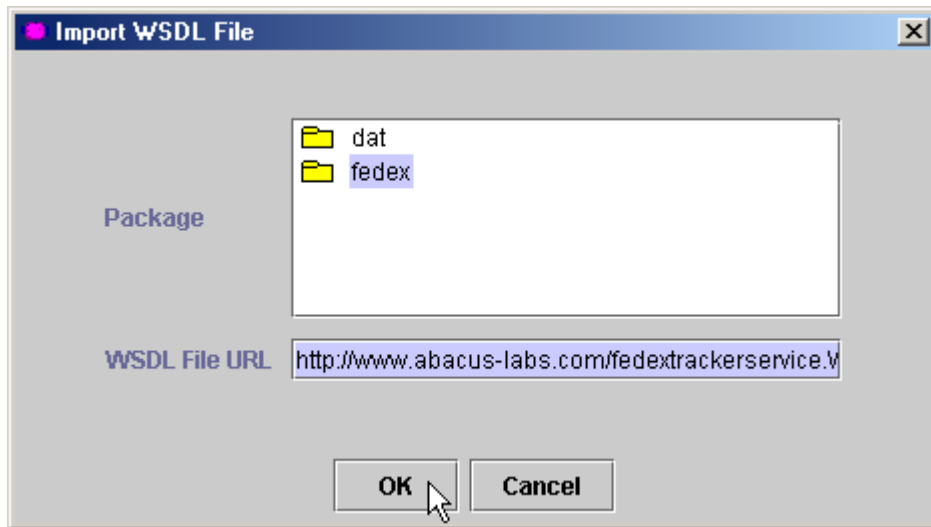 Import WSDL File
dat
fedex
Package
WSDL File URL
http://www.abacus-labs.com/fedextrackerservice.W
OK
Cancel